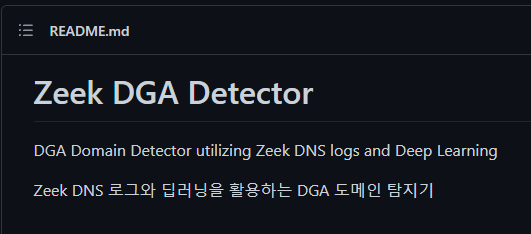 README.md
Zeek DGA Detector
DGA Domain Detector utilizing Zeek DNS logs and Deep Learning
Zeek DNS 로그와 딥러닝을 활용하는 DGA 도메인 탐지기